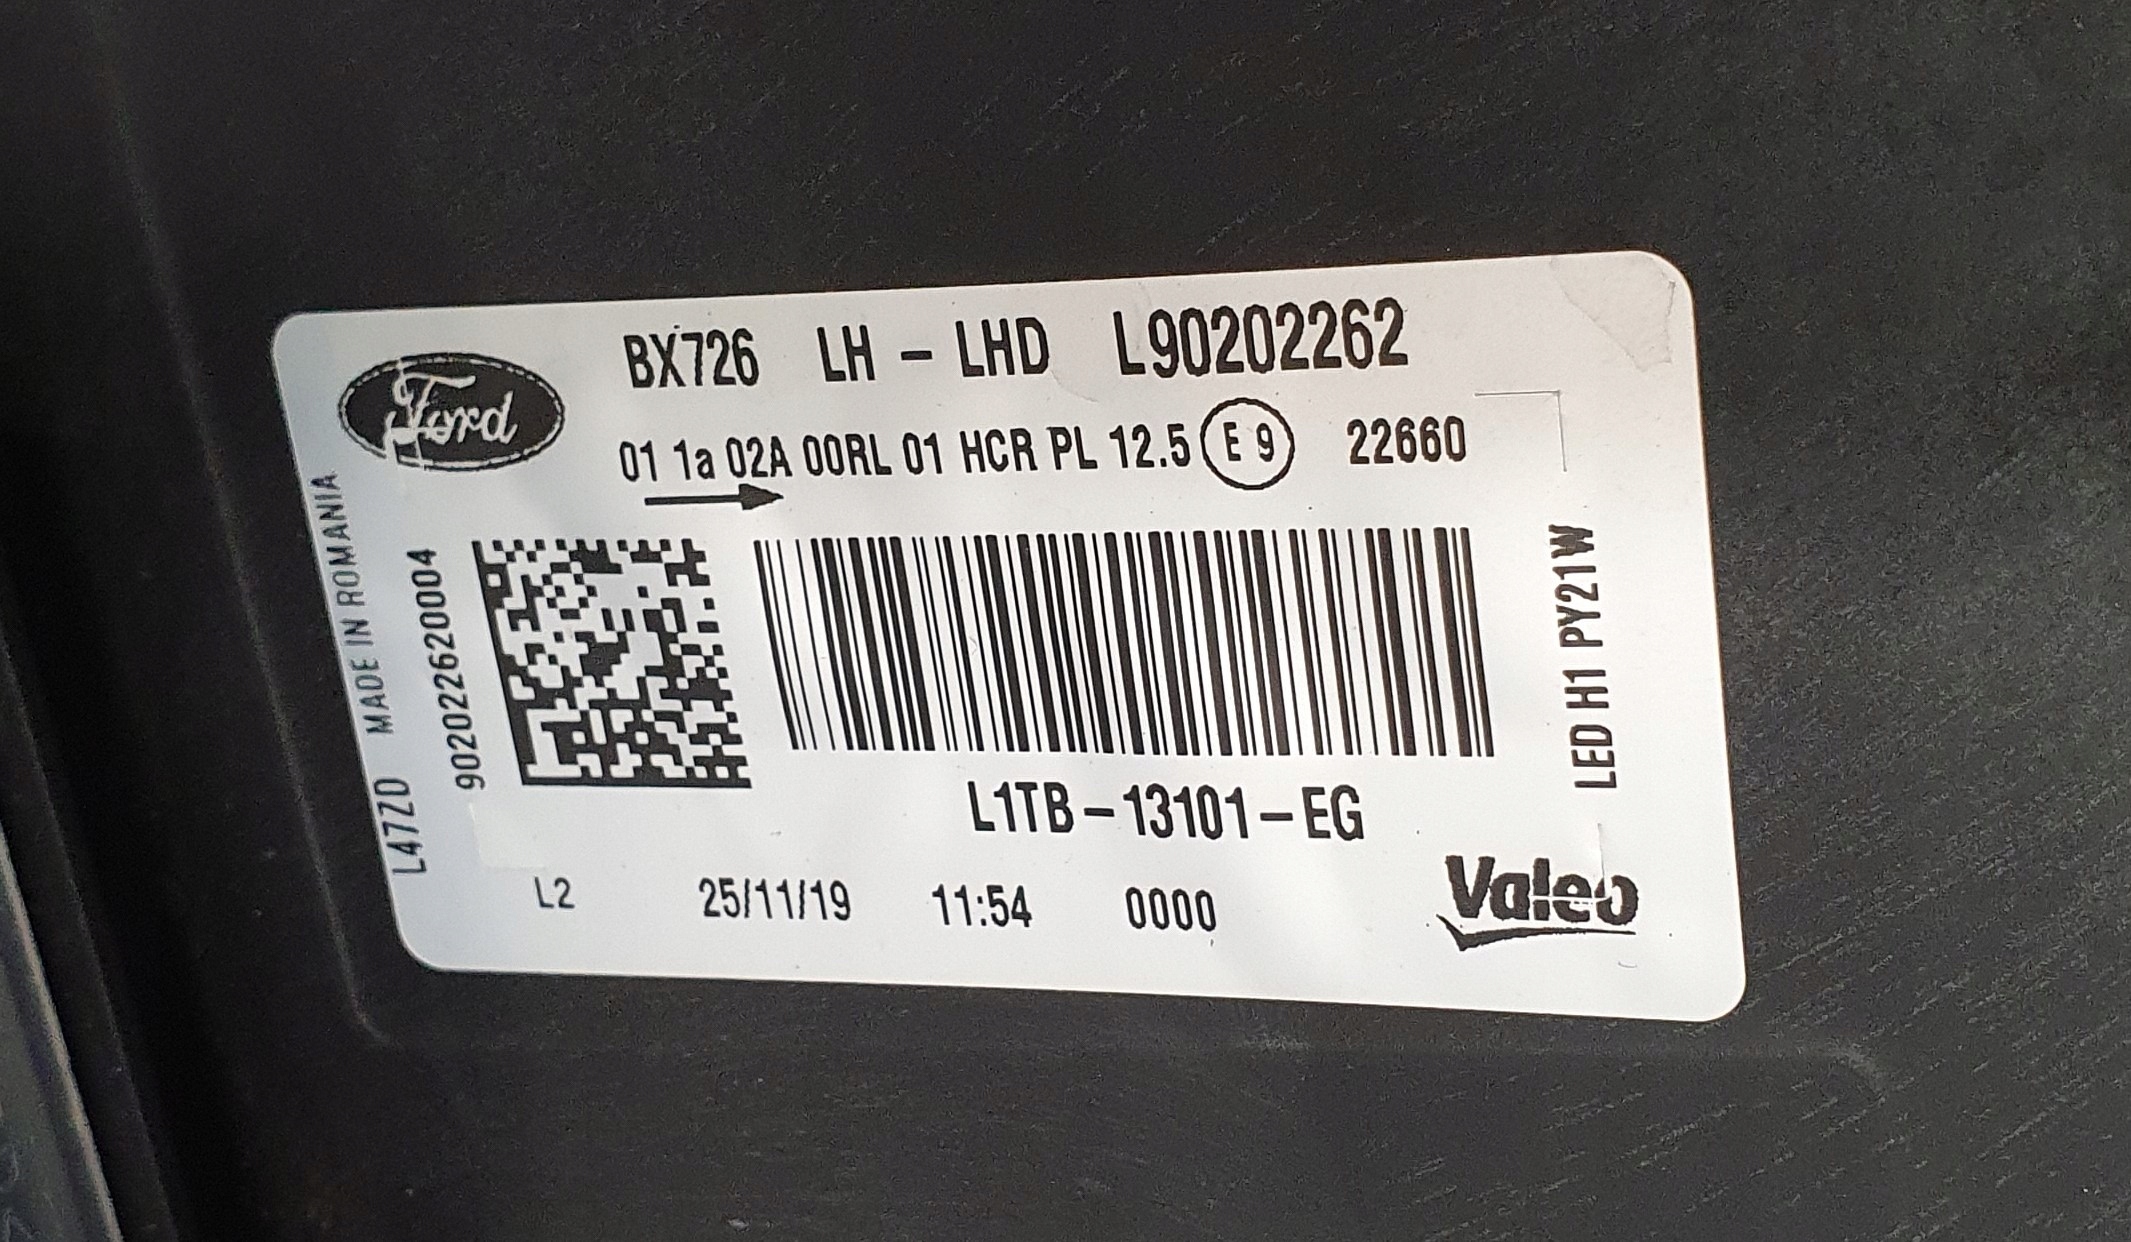 Ford
BX726 LH - LHD L90202262
01 1a 02A 00RL 01 HCR PL 12.5 E 9 22660
L47ZD MADE IN ROMANIA
902022620004
LED H1 PY21W
L1TB-13101-EG
L2 25/11/19 11:54 0000
Valeo